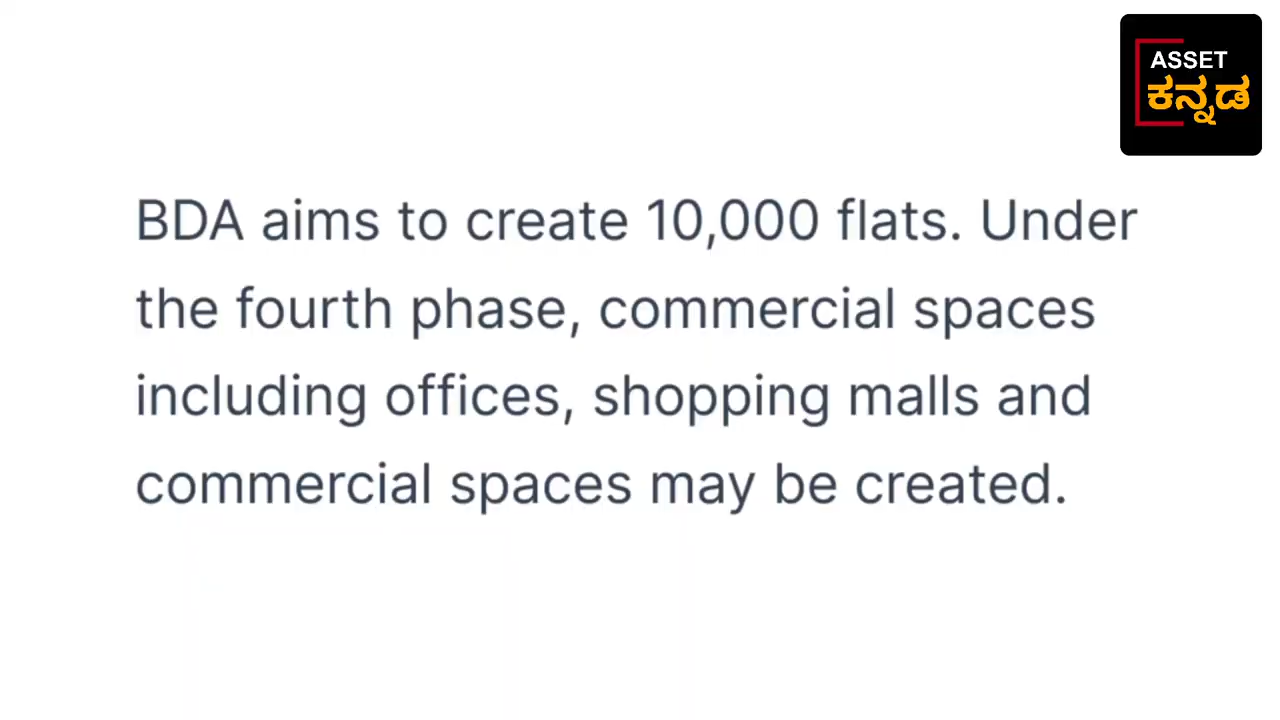 ASSET
ಕನ್ನಡ
BDA aims to create 10,000 flats. Under
the fourth phase, commercial spaces
including offices, shopping malls and
commercial spaces may be created.